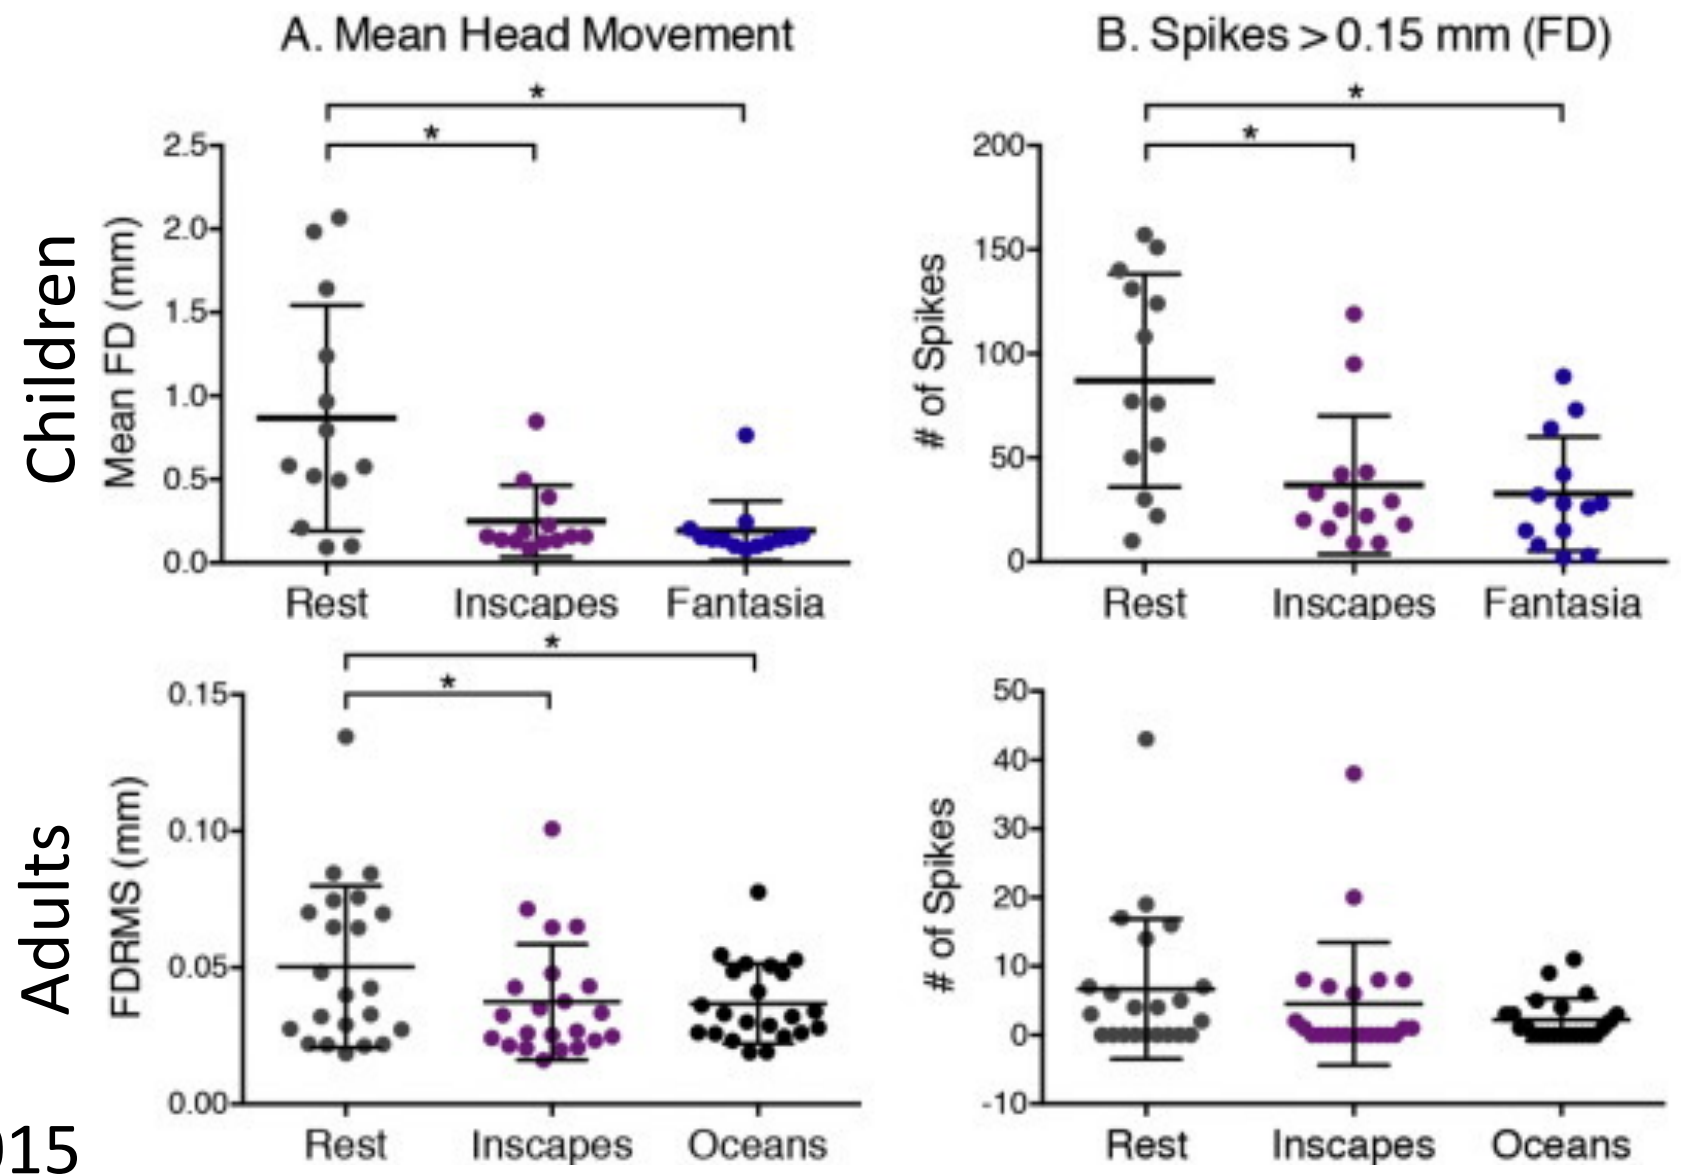 A. Mean Head Movement
B. Spikes > 0.15 mm (FD)
Children
Mean FD (mm)
*
*
2.5
2.0
1.5
1.0
0.5
0.0
Rest Inscapes Fantasia
# of Spikes
*
*
200
150
100
50
0
Rest Inscapes Fantasia
Adults
FDRMS (mm)
*
*
0.15
0.10
0.05
0.00
Rest Inscapes Oceans
# of Spikes
50
40
30
20
10
0
-10
Rest Inscapes Oceans
015